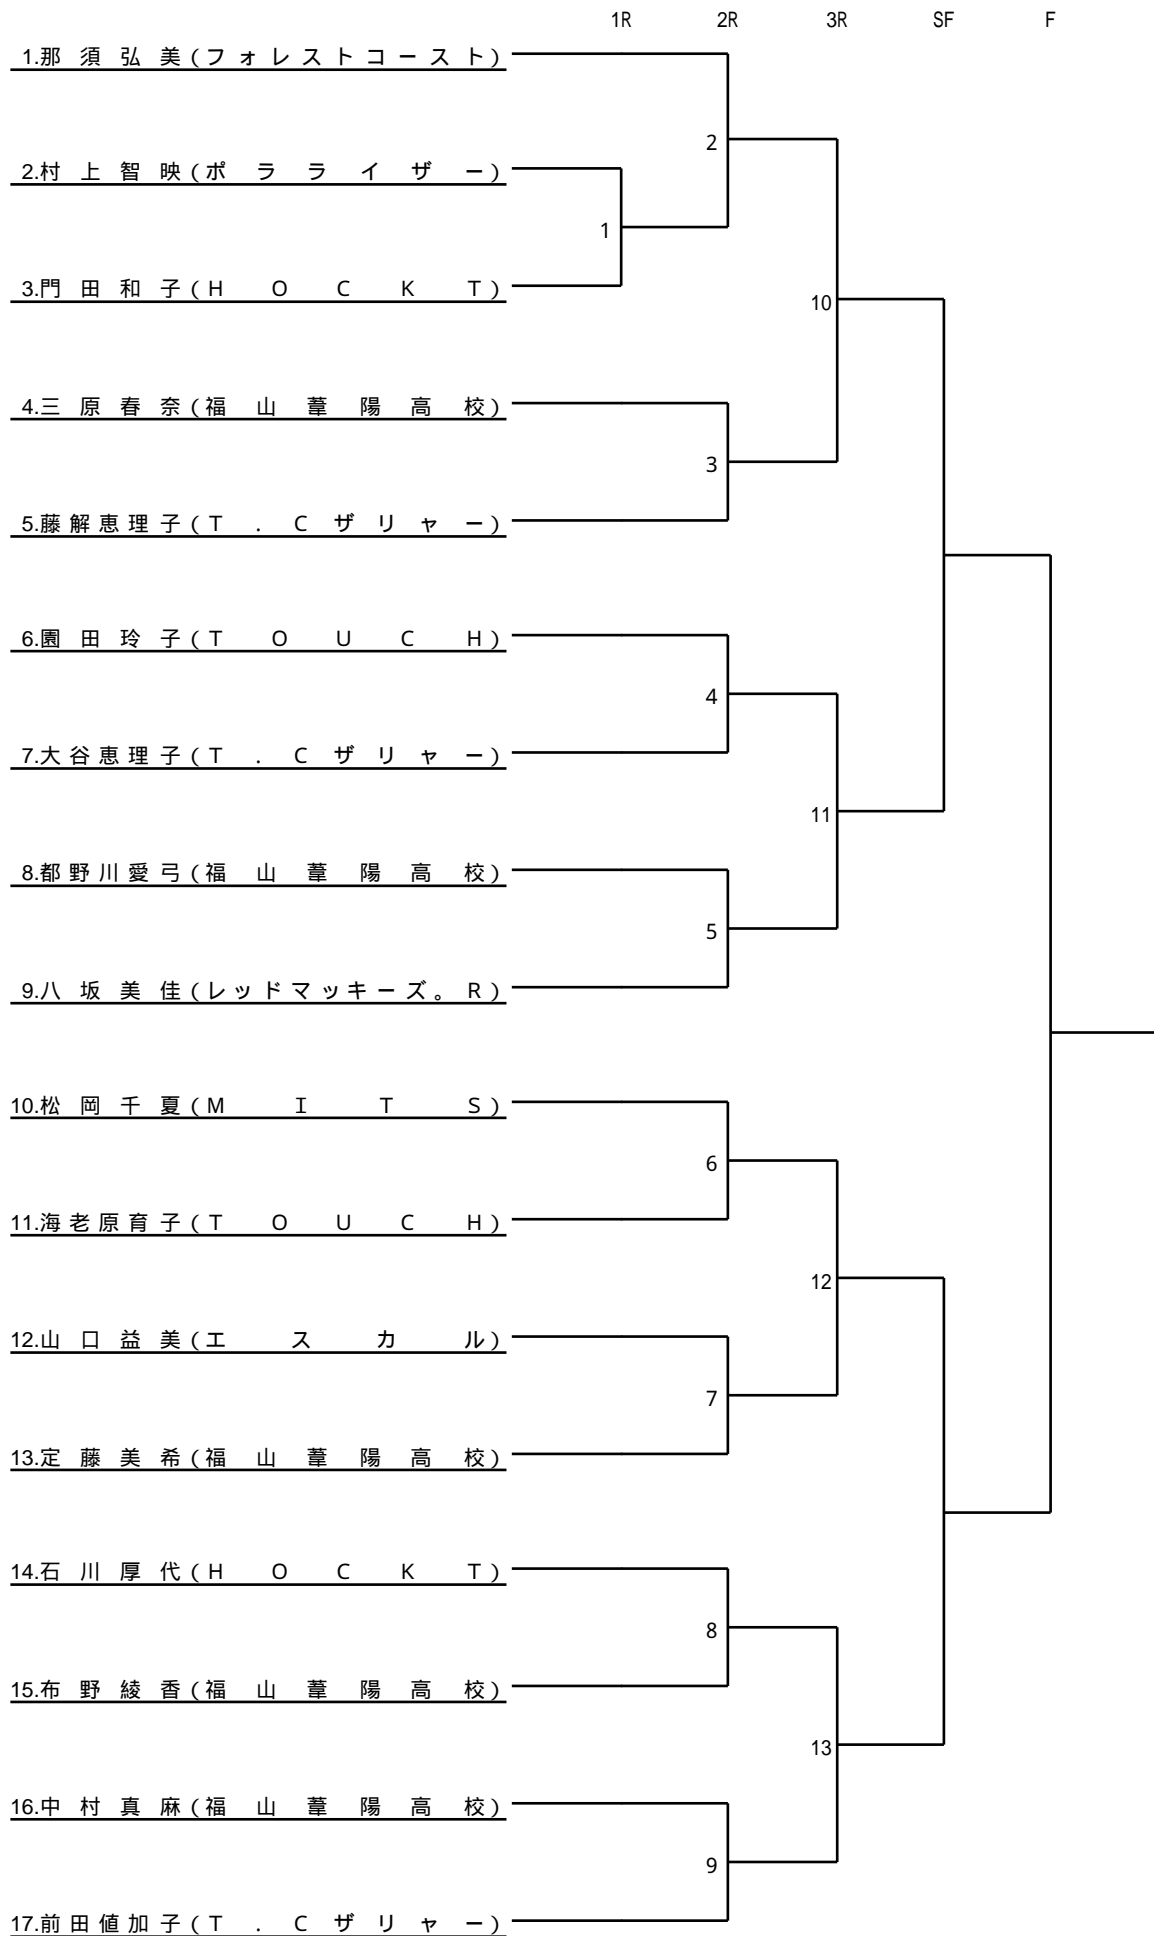 1R 2R 3R SF F
1.那須弘美(フォレストコースト)
2
2.村上智映(ポラライザー)
1
3.門田和子(HOCKT)
10
4.三原春奈(福山葦陽高校)
3
5.藤解恵理子(T.Cザリャー)
6.園田玲子(TOUCH)
4
7.大谷恵理子(T.Cザリャー)
11
8.都野川愛弓(福山葦陽高校)
5
9.八坂美佳(レッドマッキーズ。R)
10.松岡千夏(MITS)
6
11.海老原育子(TOUCH)
12
12.山口益美(エスカル)
7
13.定藤美希(福山葦陽高校)
14.石川厚代(HOCKT)
8
15.布野綾香(福山葦陽高校)
13
16.中村真麻(福山葦陽高校)
9
17.前田値加子(T.Cザリャー)